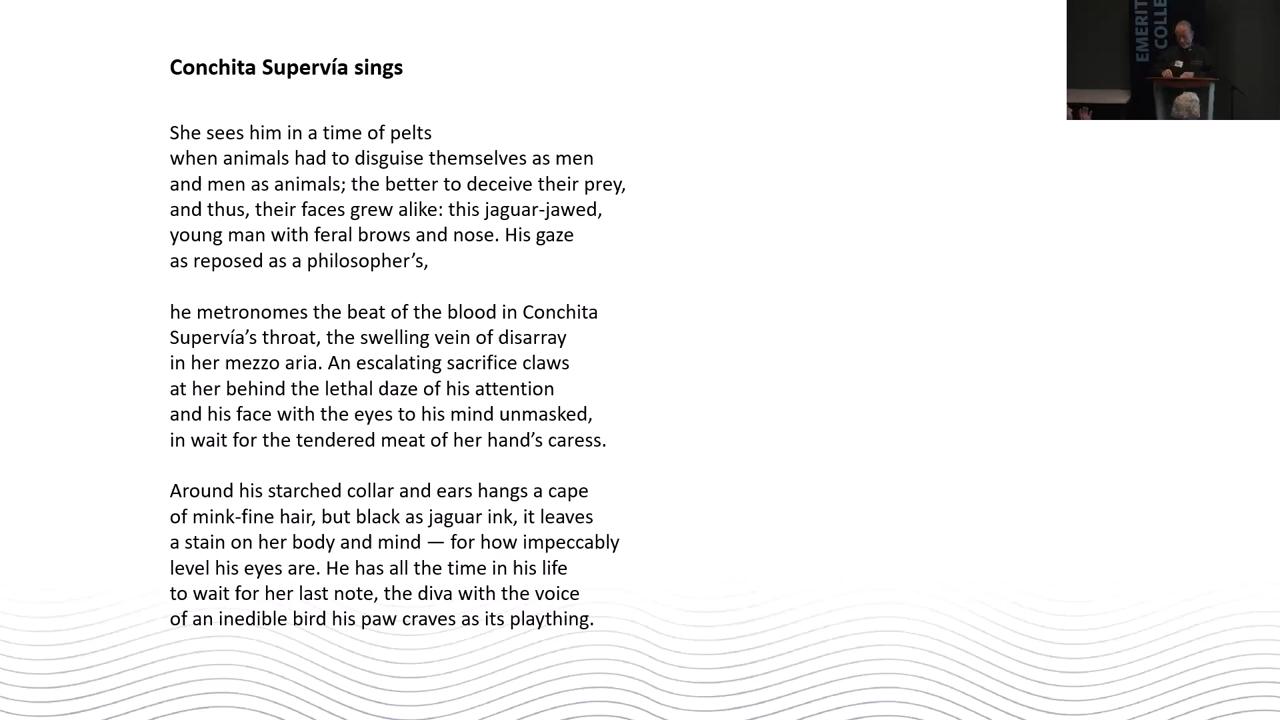 Conchita Supervía sings
She sees him in a time of pelts
when animals had to disguise themselves as men
and men as animals; the better to deceive their prey,
and thus, their faces grew alike: this jaguar-jawed,
young man with feral brows and nose. His gaze
as reposed as a philosopher’s,
he metronomes the beat of the blood in Conchita
Supervía’s throat, the swelling vein of disarray
in her mezzo aria. An escalating sacrifice claws
at her behind the lethal daze of his attention
and his face with the eyes to his mind unmasked,
in wait for the tendered meat of her hand’s caress.
Around his starched collar and ears hangs a cape
of mink-fine hair, but black as jaguar ink, it leaves
a stain on her body and mind — for how impeccably
level his eyes are. He has all the time in his life
to wait for her last note, the diva with the voice
of an inedible bird his paw craves as its plaything.
EMERIT
COLLE